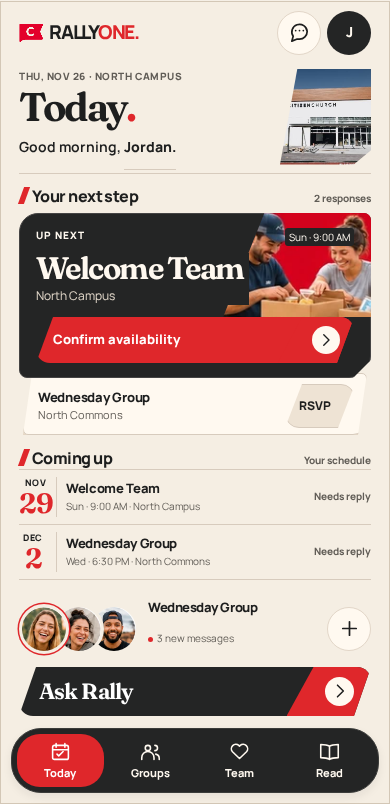 C RALLYONE.
J
THU, NOV 26 · NORTH CAMPUS
Today.
Good morning, Jordan.
CITIZENCHURCH
Your next step
2 responses
UP NEXT
Sun · 9:00 AM
Welcome Team
North Campus
Confirm availability
Wednesday Group
North Commons
RSVP
Coming up
Your schedule
NOV
29
Welcome Team
Sun · 9:00 AM · North Campus
Needs reply
DEC
2
Wednesday Group
Wed · 6:30 PM · North Commons
Needs reply
Wednesday Group
3 new messages
Ask Rally
Today
Groups
Team
Read